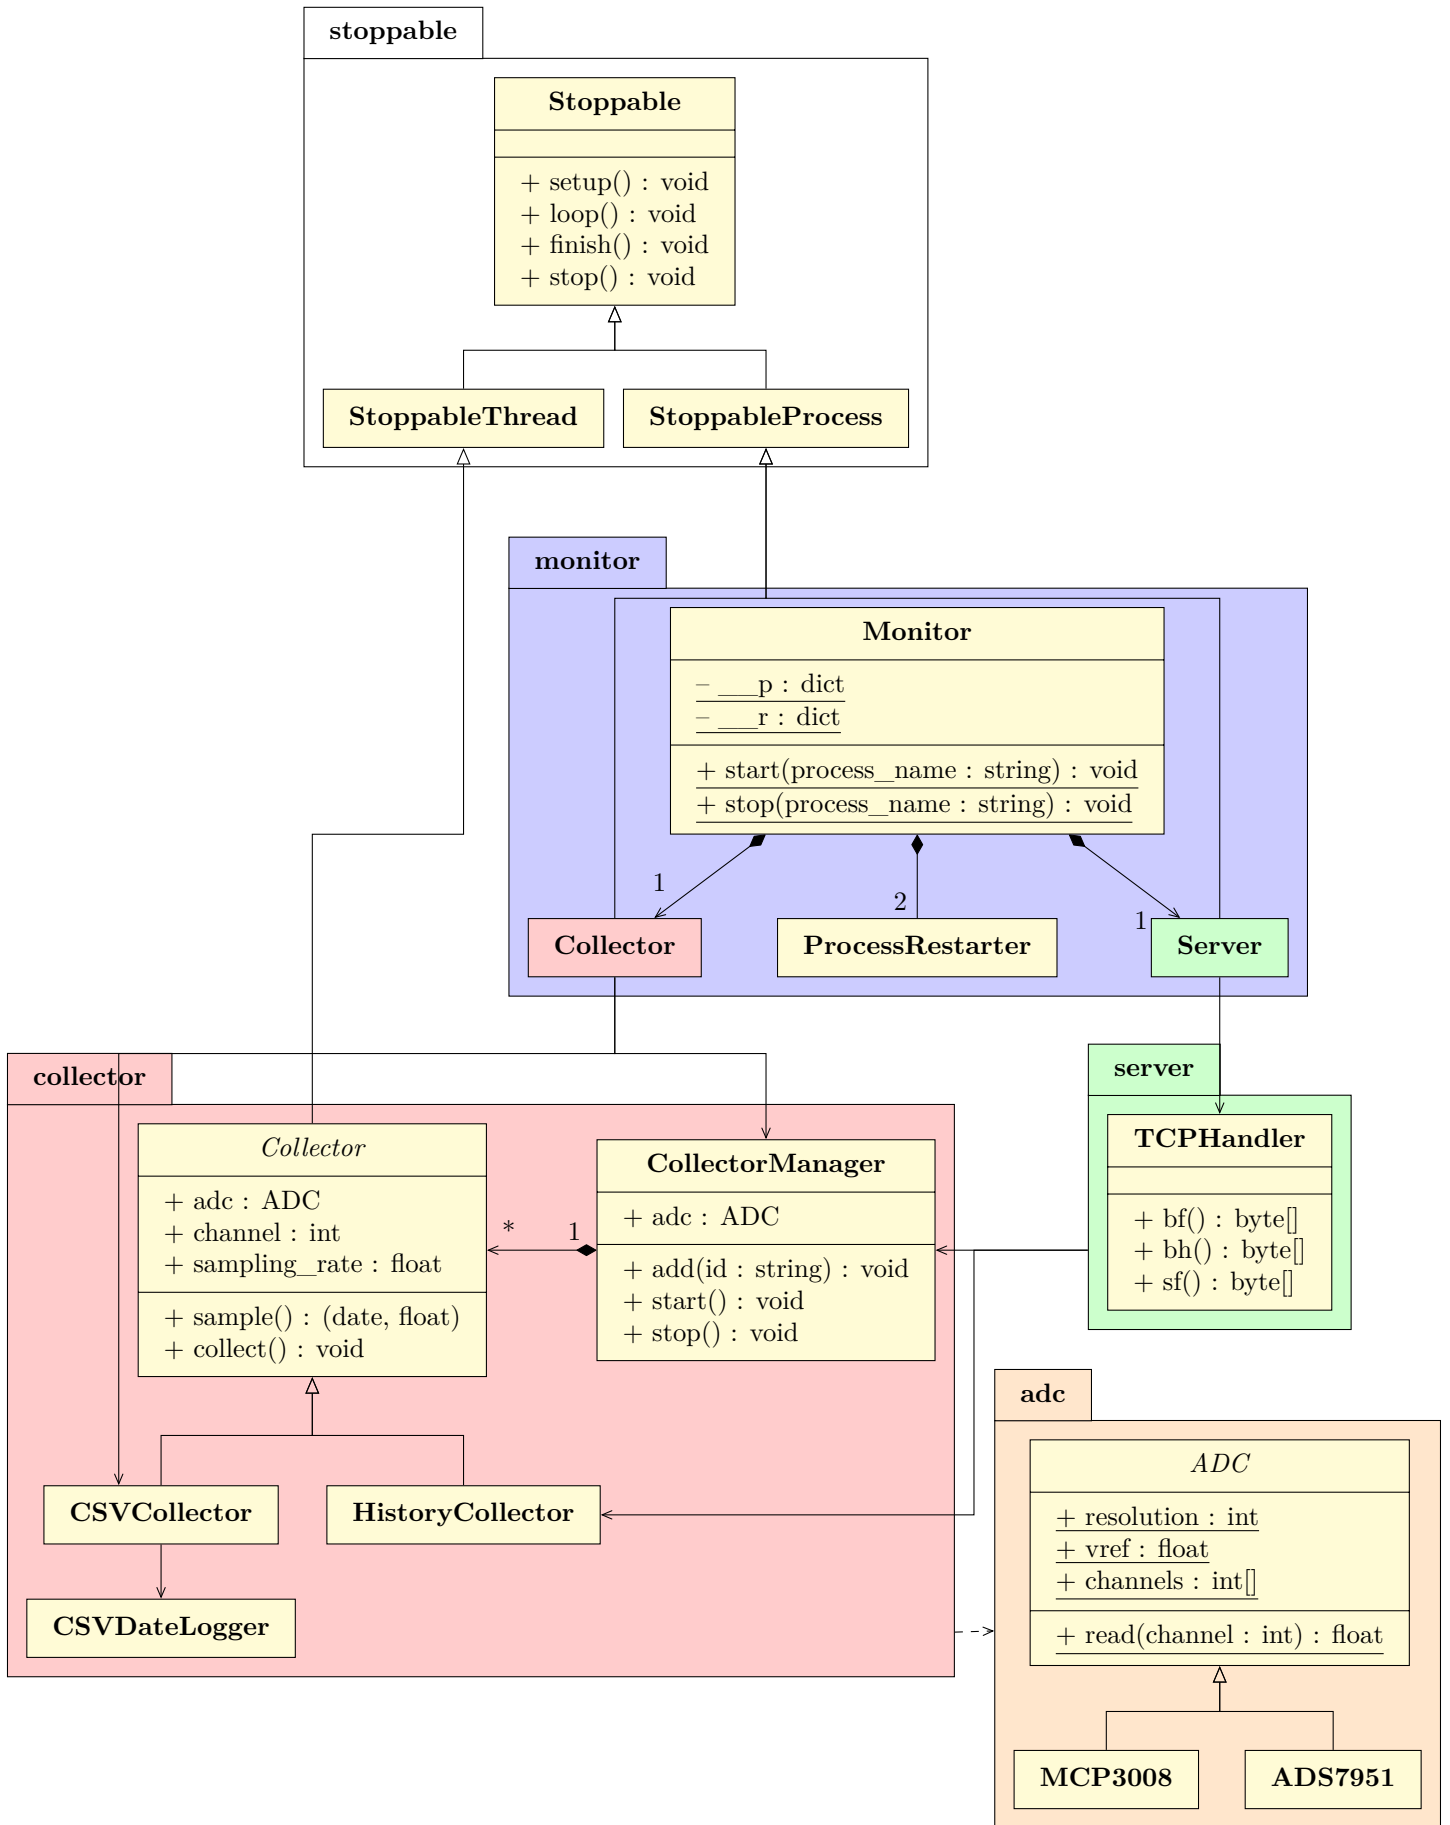 stoppable
Stoppable
+ setup() : void
+ loop() : void
+ finish() : void
+ stop() : void
StoppableThread
StoppableProcess
monitor
Monitor
– __p : dict
– __r : dict
+ start(process_name : string) : void
+ stop(process_name : string) : void
1
2
1
Collector
ProcessRestarter
Server
collector
Collector
+ adc : ADC
+ channel : int
+ sampling_rate : float
+ sample() : (date, float)
+ collect() : void
*
1
CollectorManager
+ adc : ADC
+ add(id : string) : void
+ start() : void
+ stop() : void
server
TCPHandler
+ bf() : byte[]
+ bh() : byte[]
+ sf() : byte[]
CSVCollector
HistoryCollector
CSVDateLogger
adc
ADC
+ resolution : int
+ vref : float
+ channels : int[]
+ read(channel : int) : float
MCP3008
ADS7951